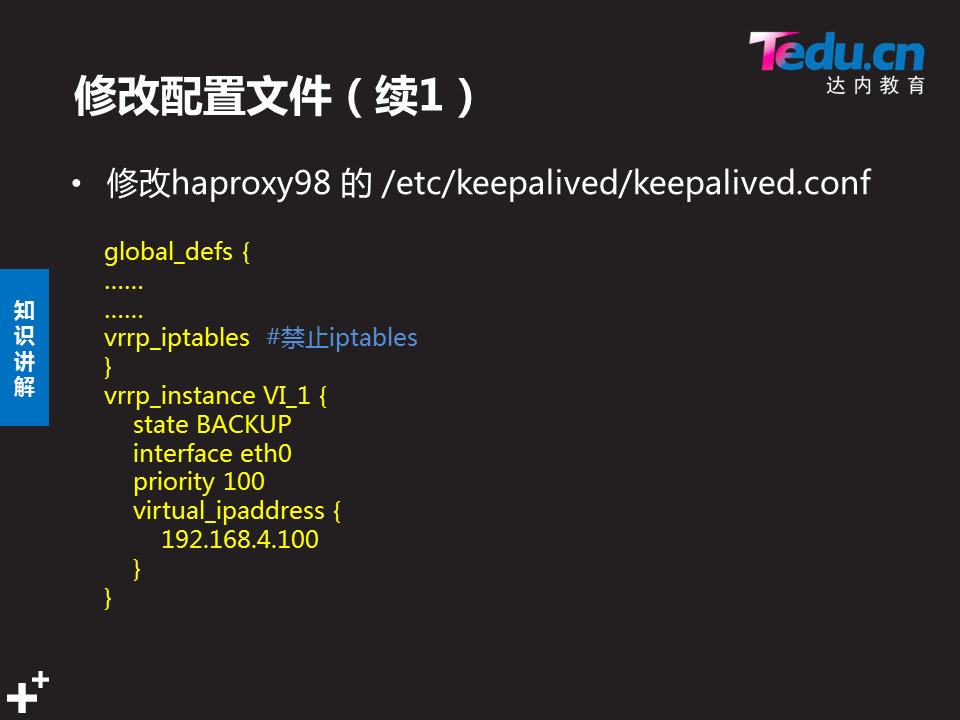 Tedu.cn
达内教育
修改配置文件（续1）
• 修改haproxy98 的 /etc/keepalived/keepalived.conf
global_defs {
……
……
vrrp_iptables #禁止iptables
}
vrrp_instance VI_1 {
state BACKUP
interface eth0
priority 100
virtual_ipaddress {
192.168.4.100
}
}
知识讲解